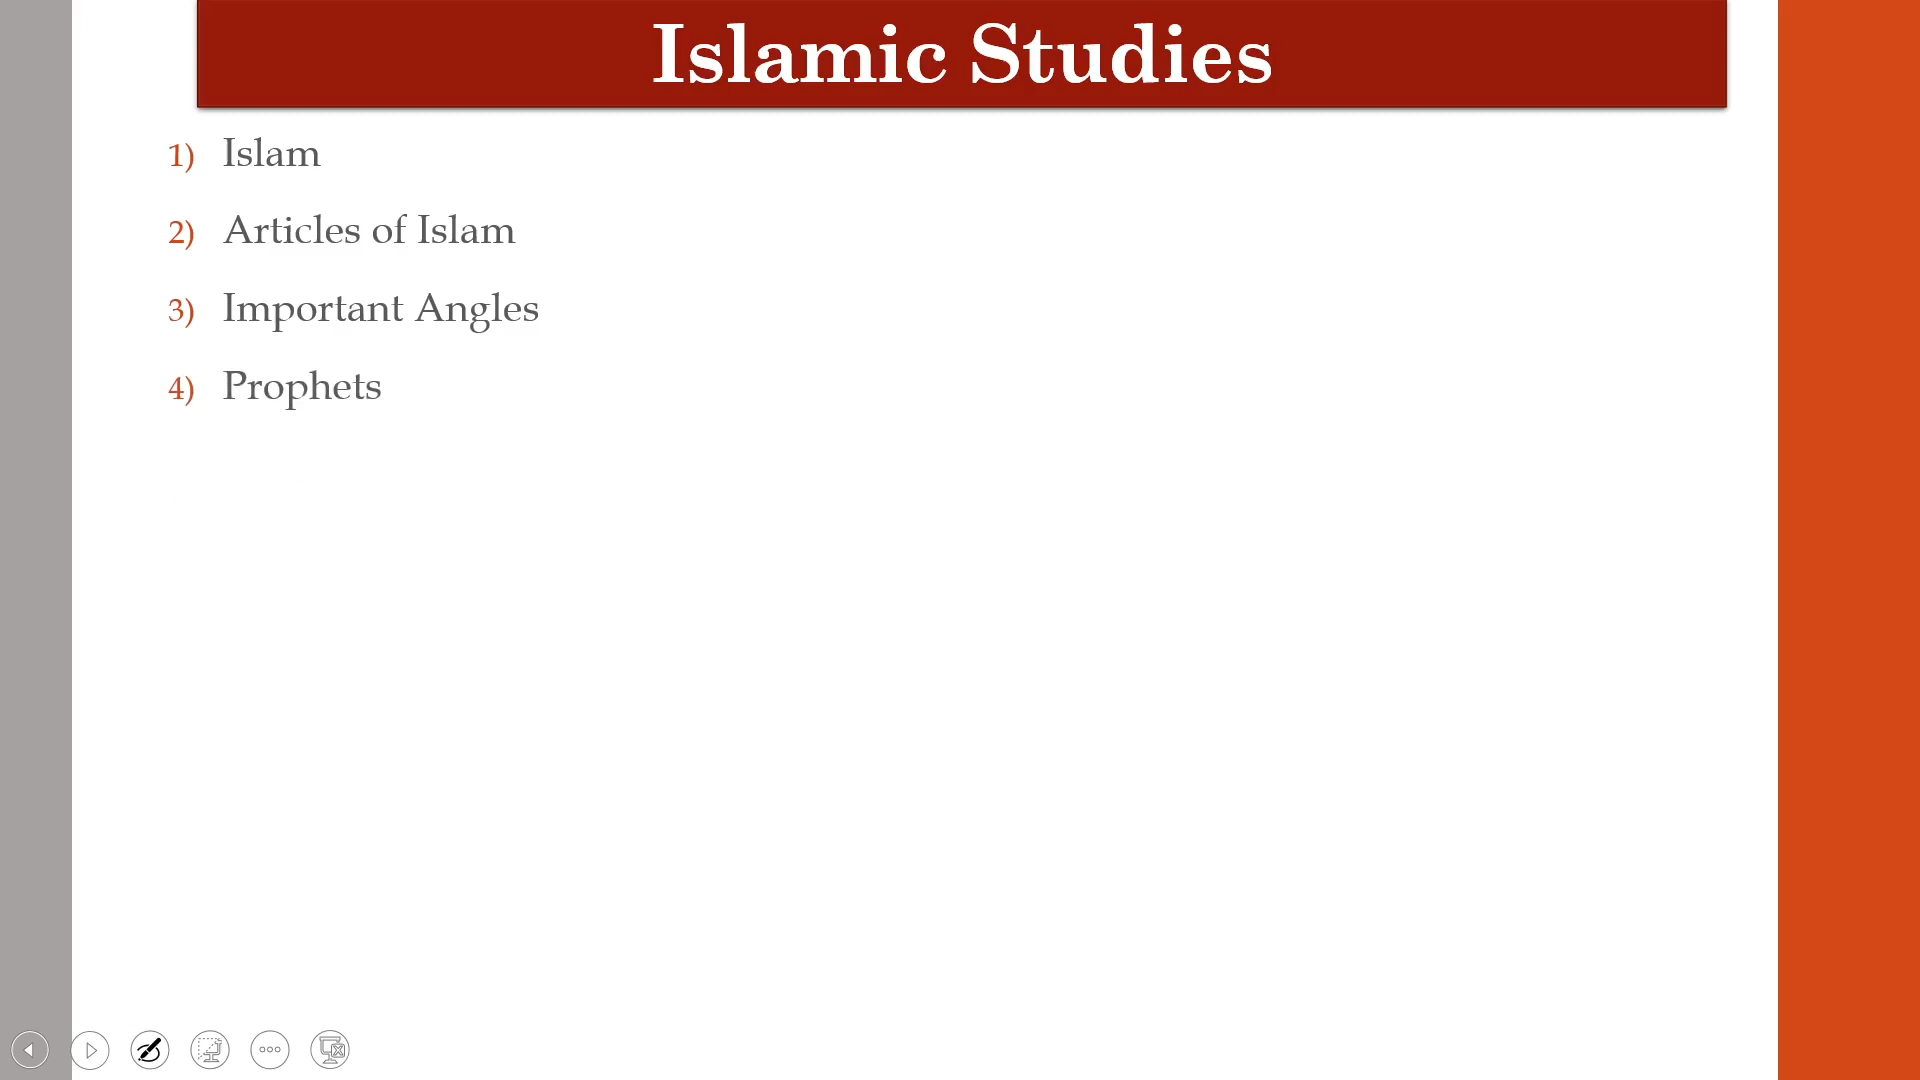 Islamic Studies
1) Islam
2) Articles of Islam
3) Important Angles
4) Prophets